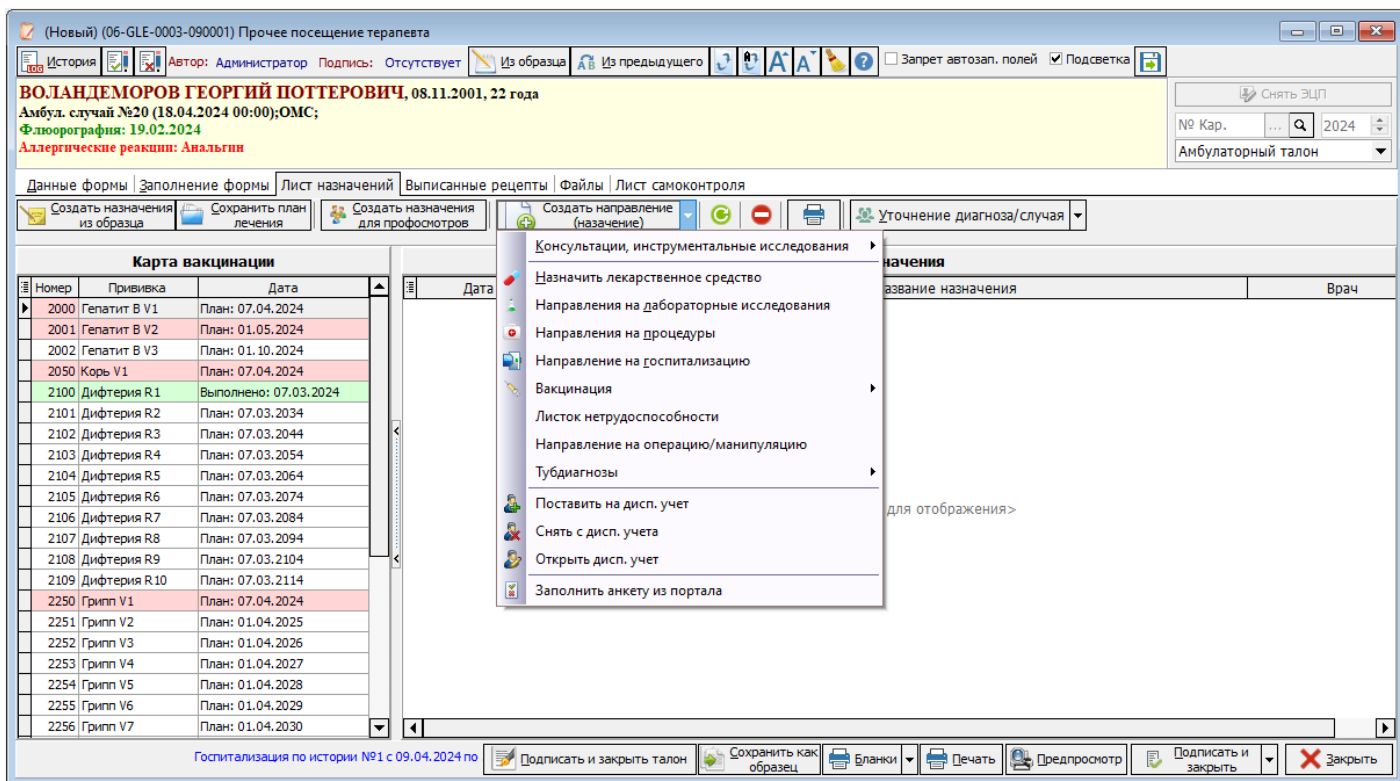 (Новый) (06-GLE-0003-090001) Прочее посещение терапевта
История Автор: Администратор Подпись: Отсутствует Из образца Из предыдущего Запрет автозап. полей Подсветка
ВОЛАНДЕМОРОВ ГЕОРГИЙ ПОТТЕРОВИЧ, 08.11.2001, 22 года
Снять ЭЦП
Амбул. случай №20 (18.04.2024 00:00);ОМС;
Флюорография: 19.02.2024
№ Кар. ... 2024
Аллергические реакции: Анальгин
Амбулаторный талон
Данные формы Заполнение формы Лист назначений Выписанные рецепты Файлы Лист самоконтроля
Создать назначения из образца
Сохранить план лечения
Создать назначения для профосмотров
Создать направление (назначение)
Уточнение диагноза/случая
Карта вакцинации
начения
Номер Прививка Дата
Дата азвание назначения Врач
2000 Гепатит В V1 План: 07.04.2024
2001 Гепатит В V2 План: 01.05.2024
2002 Гепатит В V3 План: 01.10.2024
2050 Корь V1 План: 07.04.2024
2100 Дифтерия R1 Выполнено: 07.03.2024
2101 Дифтерия R2 План: 07.03.2034
2102 Дифтерия R3 План: 07.03.2044
2103 Дифтерия R4 План: 07.03.2054
2104 Дифтерия R5 План: 07.03.2064
2105 Дифтерия R6 План: 07.03.2074
2106 Дифтерия R7 План: 07.03.2084
2107 Дифтерия R8 План: 07.03.2094
2108 Дифтерия R9 План: 07.03.2104
2109 Дифтерия R10 План: 07.03.2114
2250 Грипп V1 План: 07.04.2024
2251 Грипп V2 План: 01.04.2025
2252 Грипп V3 План: 01.04.2026
2253 Грипп V4 План: 01.04.2027
2254 Грипп V5 План: 01.04.2028
2255 Грипп V6 План: 01.04.2029
2256 Грипп V7 План: 01.04.2030
Консультации, инструментальные исследования
Назначить лекарственное средство
Направления на лабораторные исследования
Направления на процедуры
Направление на госпитализацию
Вакцинация
Листок нетрудоспособности
Направление на операцию/манипуляцию
Тубдиагнозы
Поставить на дисп. учет
Снять с дисп. учета
Открыть дисп. учет
Заполнить анкету из портала
для отображения>
Госпитализация по истории №1 с 09.04.2024 по
Подписать и закрыть талон
Сохранить как образец
Бланки
Печать
Предпросмотр
Подписать и закрыть
Закрыть